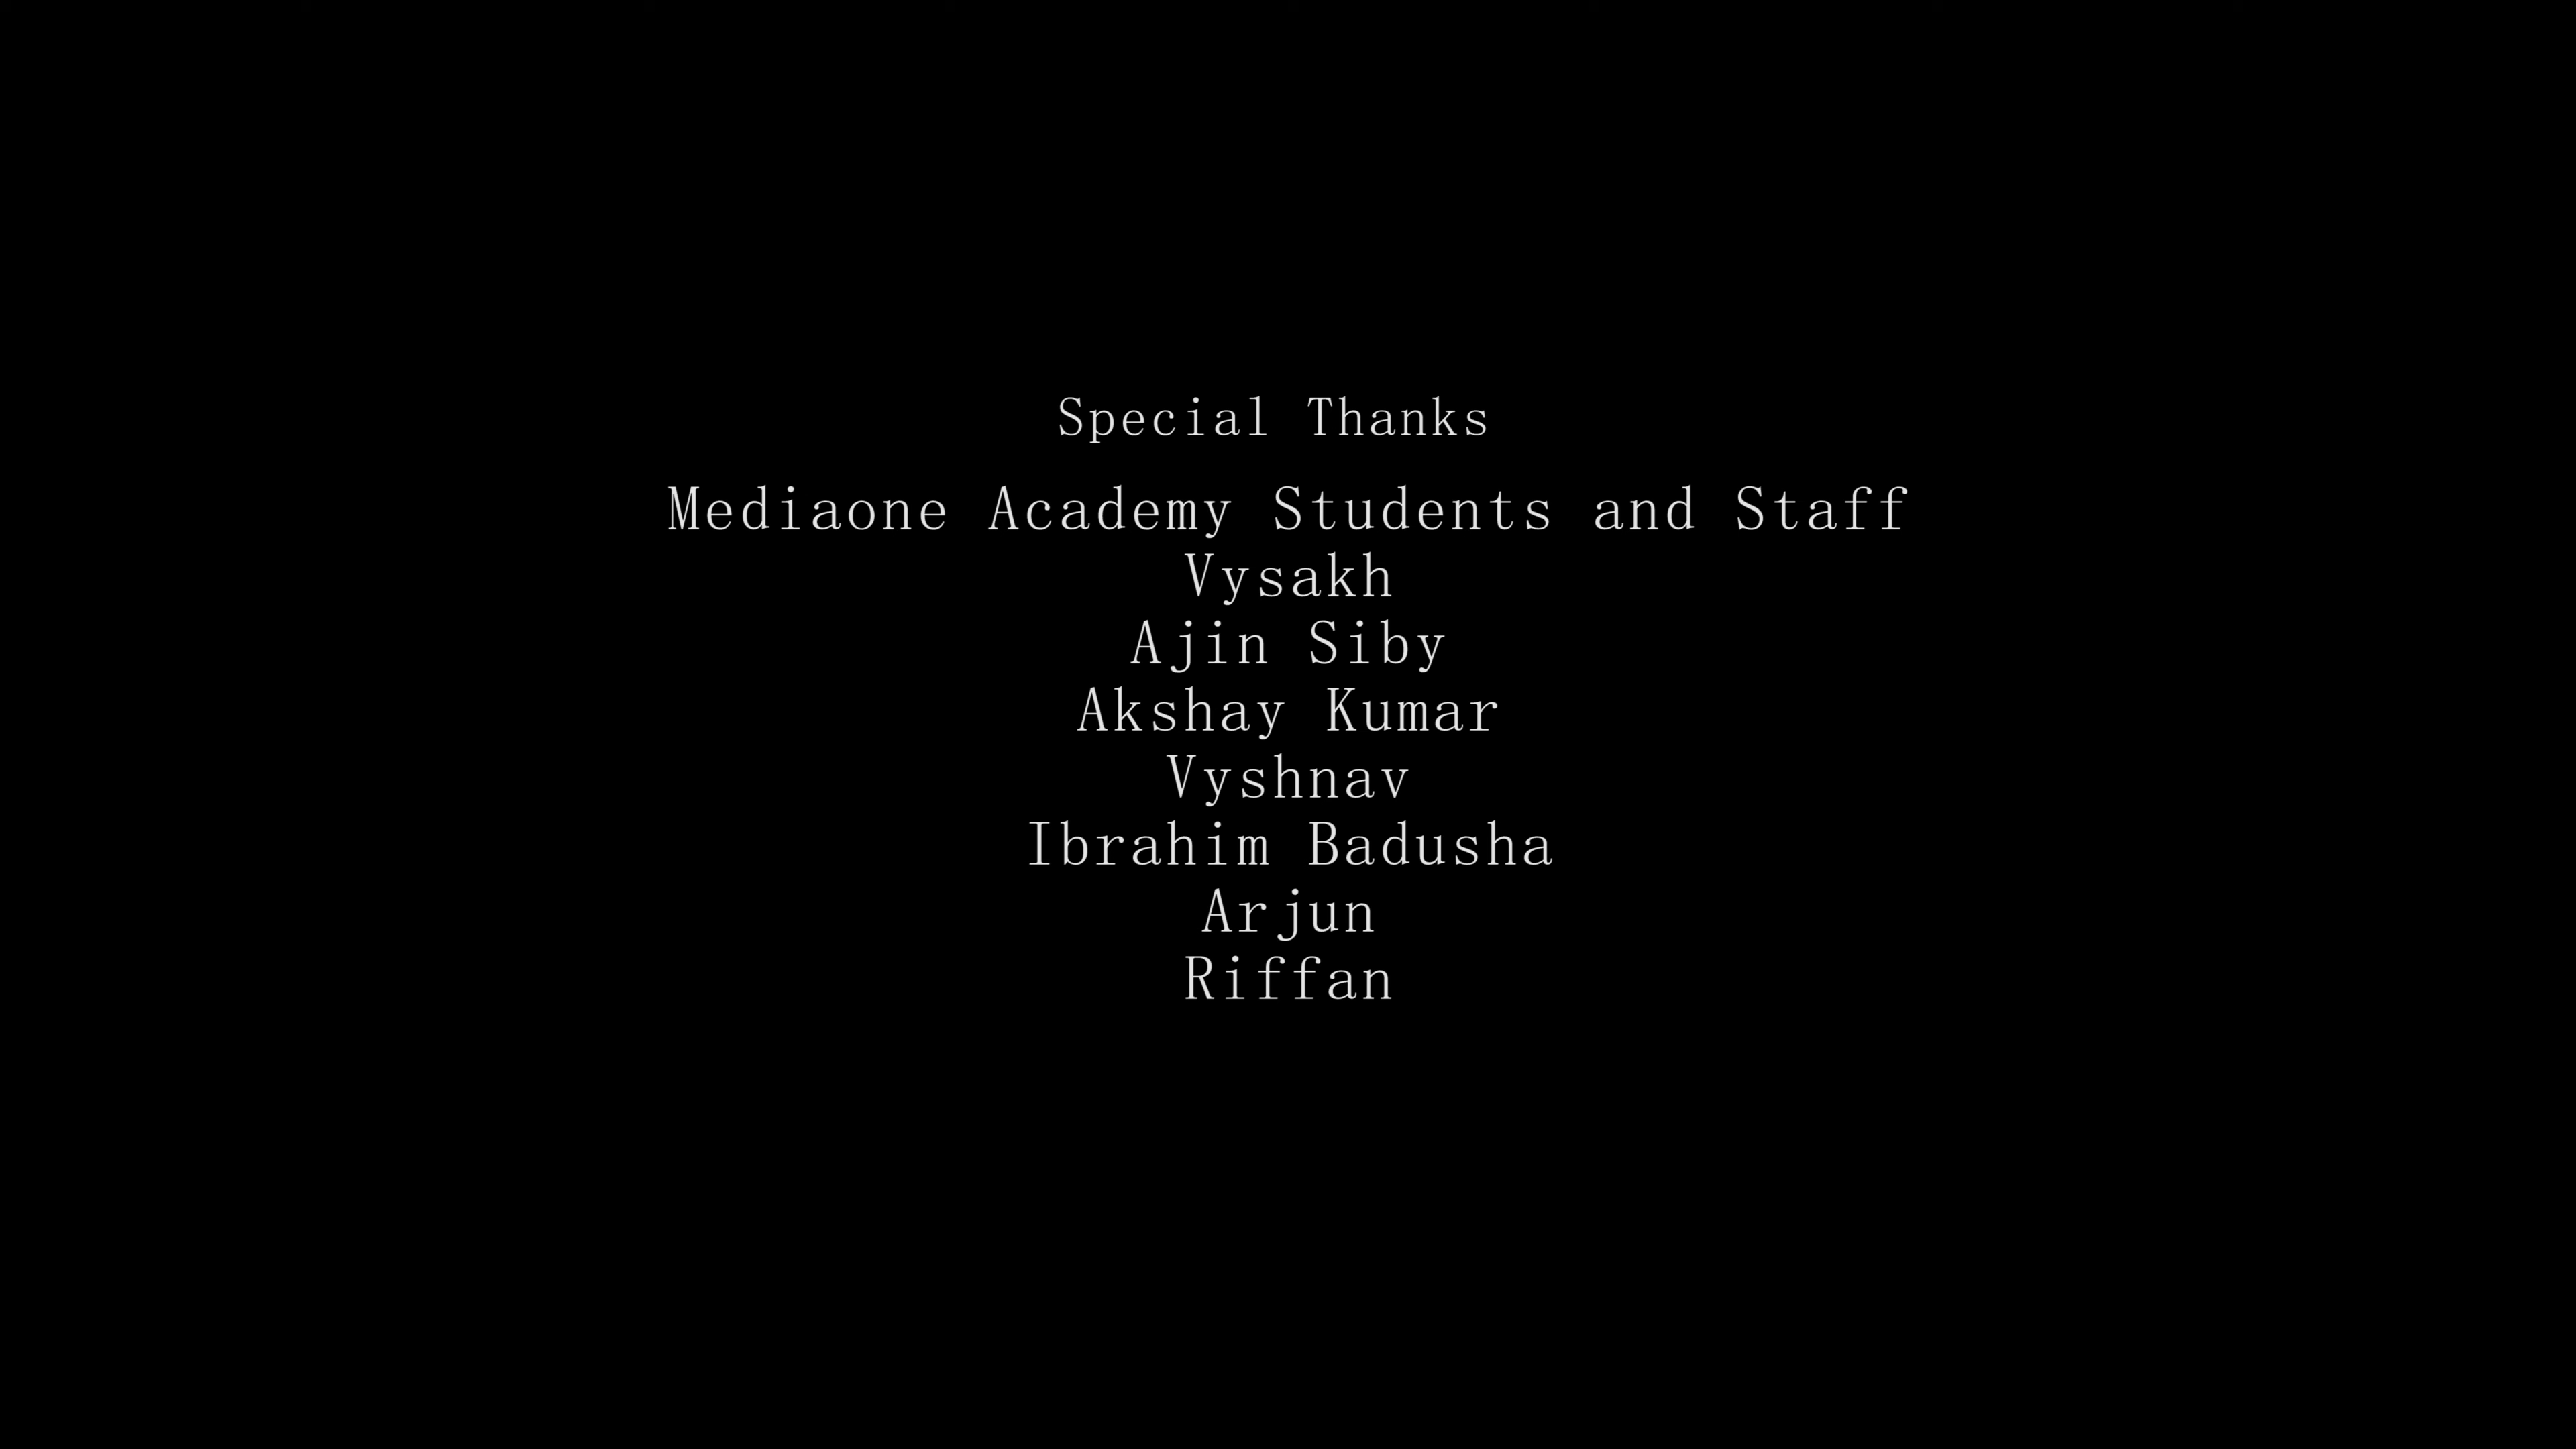 Special Thanks
Mediaone Academy Students and Staff
Vysakh
Ajin Siby
Akshay Kumar
Vyshnav
Ibrahim Badusha
Arjun
Riffan